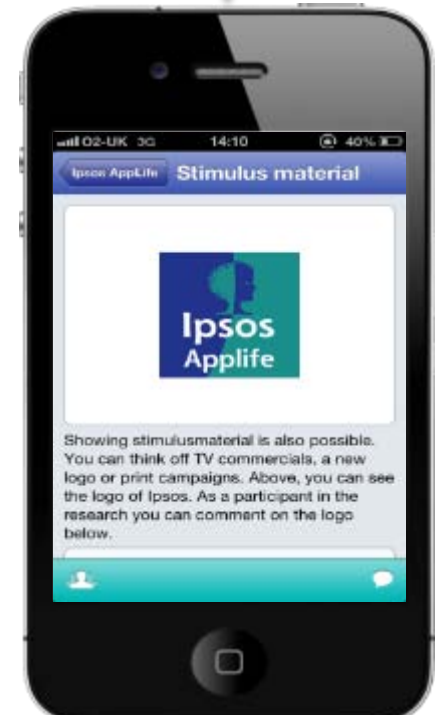 O2-UK 3G 14:10 40%
Ipsos AppLife Stimulus material
Ipsos
Applife
Showing stimulusmaterial is also possible.
You can think off TV commercials, a new
logo or print campaigns. Above, you can see
the logo of Ipsos. As a participant in the
research you can comment on the logo
below.